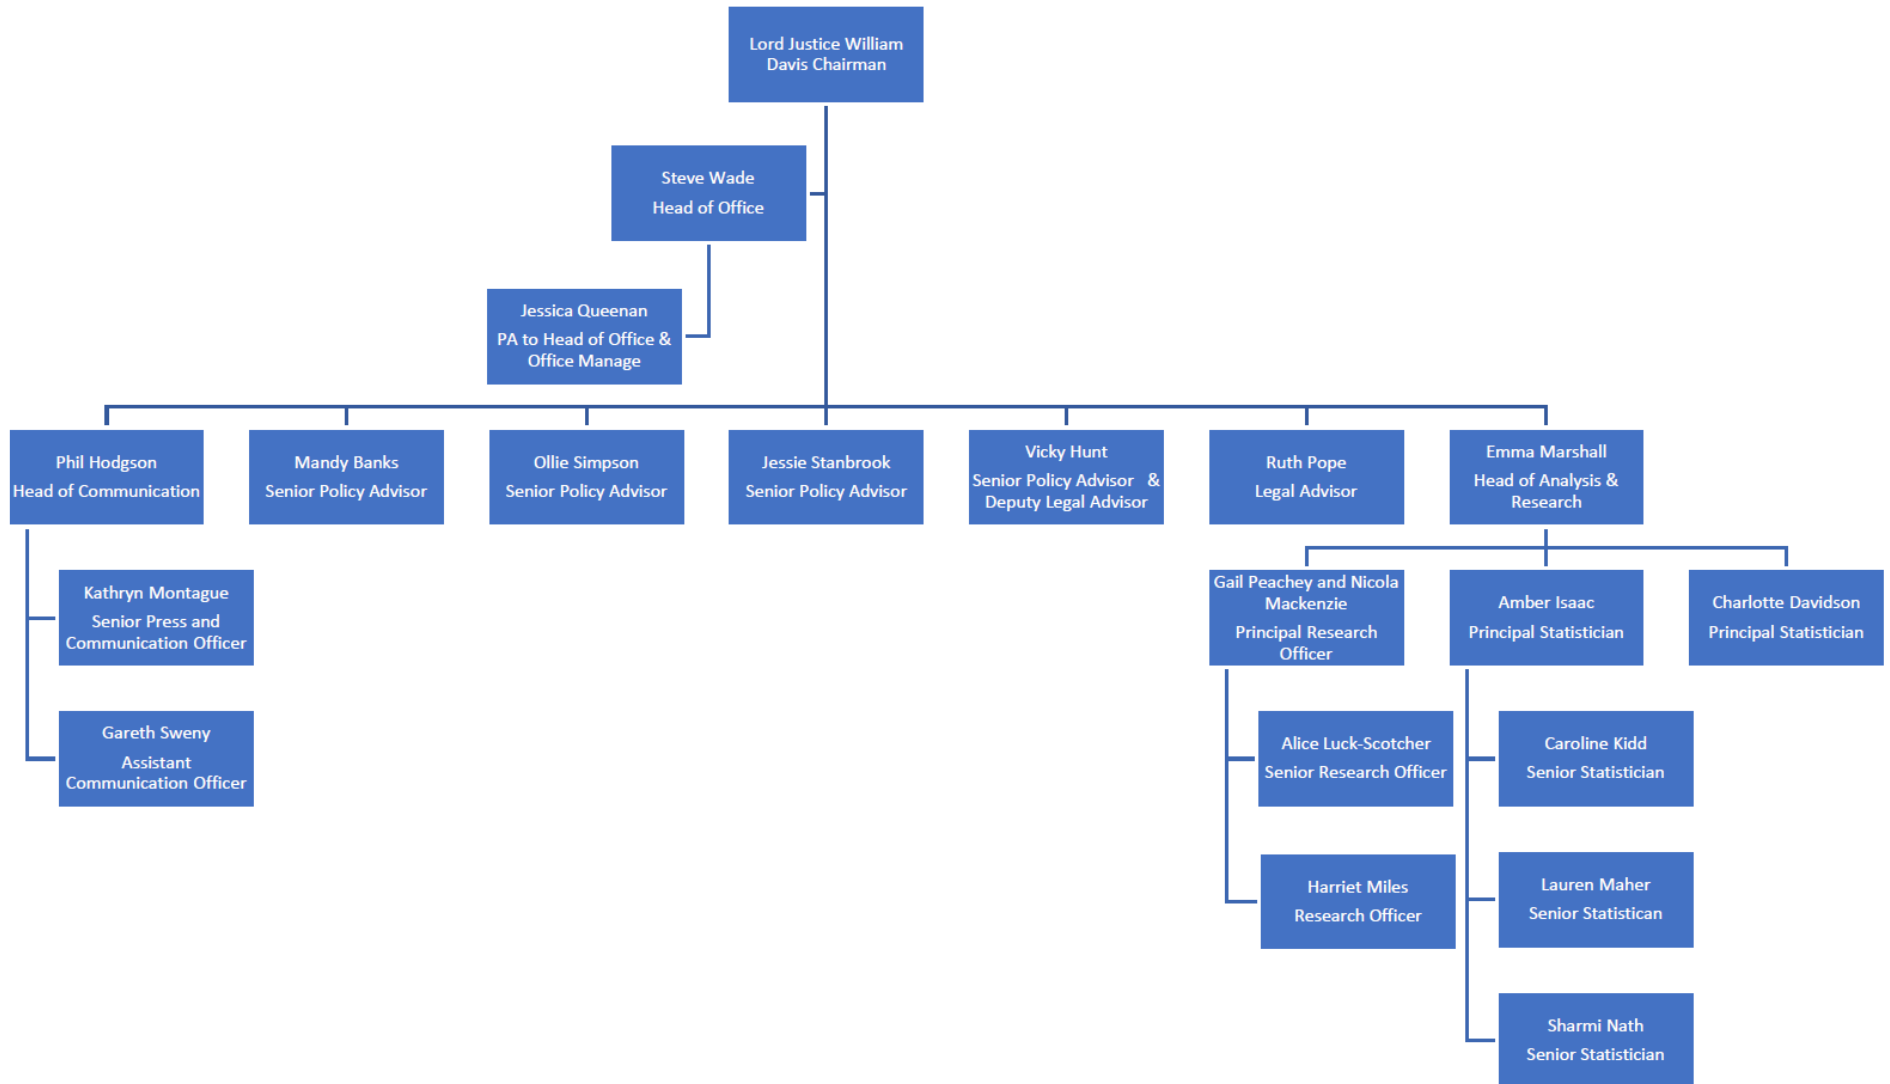 Lord Justice William
Davis Chairman
Steve Wade
Head of Office
Jessica Queenan
PA to Head of Office &
Office Manage
Phil Hodgson
Head of Communication
Mandy Banks
Senior Policy Advisor
Ollie Simpson
Senior Policy Advisor
Jessie Stanbrook
Senior Policy Advisor
Vicky Hunt
Senior Policy Advisor &
Deputy Legal Advisor
Ruth Pope
Legal Advisor
Emma Marshall
Head of Analysis &
Research
Kathryn Montague
Senior Press and
Communication Officer
Gareth Sweny
Assistant
Communication Officer
Gail Peachey and Nicola
Mackenzie
Principal Research
Officer
Amber Isaac
Principal Statistician
Charlotte Davidson
Principal Statistician
Alice Luck-Scotcher
Senior Research Officer
Harriet Miles
Research Officer
Caroline Kidd
Senior Statistician
Lauren Maher
Senior Statistican
Sharmi Nath
Senior Statistician